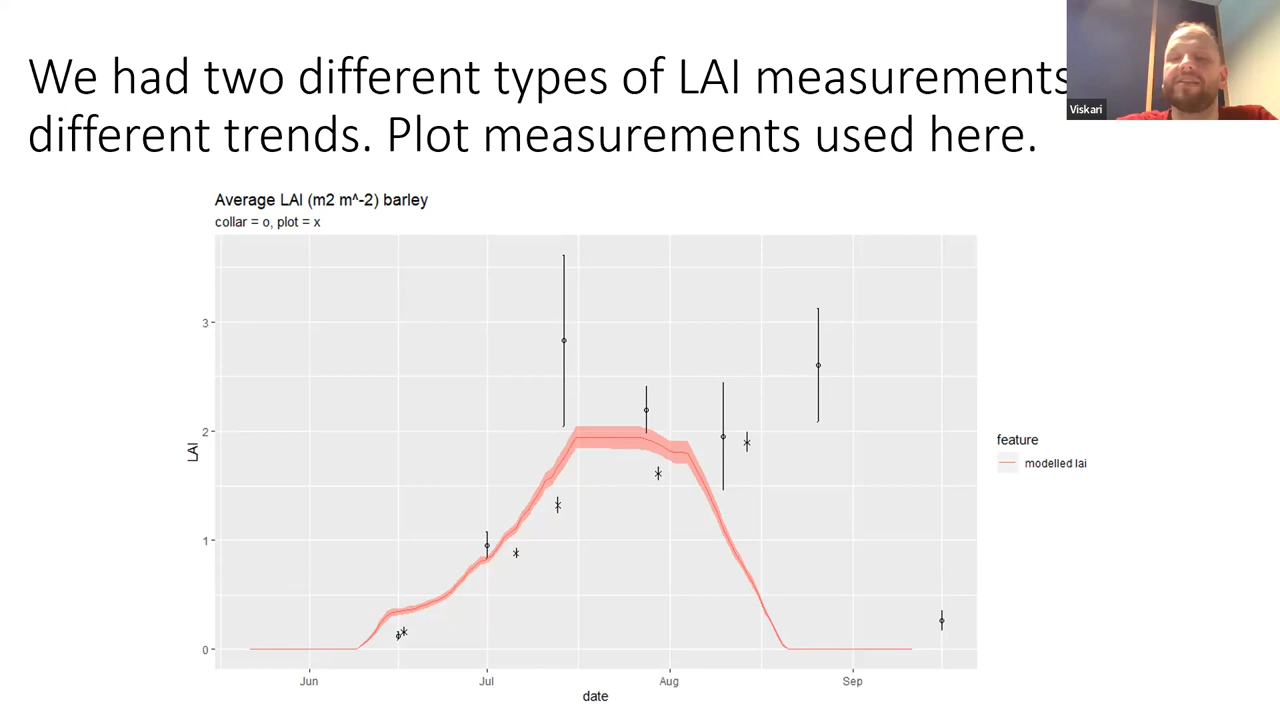 We had two different types of LAI measurements
different trends. Plot measurements used here.
Viskari
Average LAI (m2 m^-2) barley
collar = o, plot = x
3
2
1
0
LAI
Jun
Jul
Aug
Sep
date
feature
modelled lai